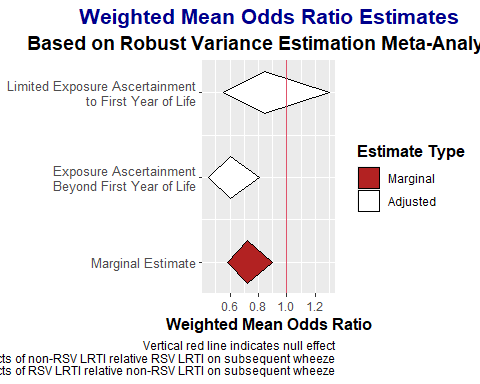 Weighted Mean Odds Ratio Estimates
Based on Robust Variance Estimation Meta-Analy
Limited Exposure Ascertainment
to First Year of Life
Exposure Ascertainment
Beyond First Year of Life
Marginal Estimate
0.6 0.8 1.0 1.2
Weighted Mean Odds Ratio
Estimate Type
Marginal
Adjusted
Vertical red line indicates null effect
cts of non-RSV LRTI relative RSV LRTI on subsequent wheeze
cts of RSV LRTI relative non-RSV LRTI on subsequent wheeze